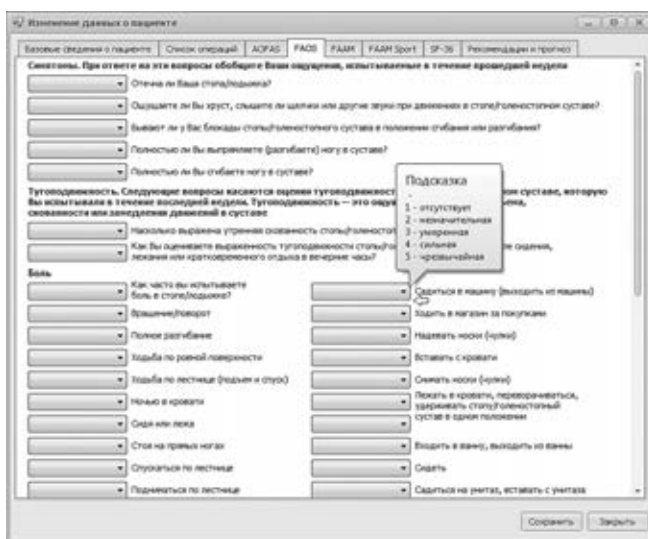 Изменение данных о пациенте
Базовые сведения о пациенте Список операций AOFAS FAOS FAAM FAAM Sport SF-36 Рекомендации и прогноз
Симптомы. При ответе на эти вопросы обобщите Ваши ощущения, испытываемые в течение прошедшей недели
Отечна ли Ваша стопа/лодыжка?
Ощущаете ли Вы хруст, слышите ли щелчки или другие звуки при движениях в стопе/голеностопном суставе?
Бывают ли у Вас блокады стопы/голеностопного сустава в положении сгибания или разгибания?
Полностью ли Вы выпрямляете (разгибаете) ногу в суставе?
Полностью ли Вы сгибаете ногу в суставе?
Тугоподвижность. Следующие вопросы касаются оценки тугоподвижност ом суставе, которую
Вы испытывали в течение последней недели. Тугоподвижность — это ощу
скованности или замедления движений в суставе
Насколько выражена утренняя скованность стопы/голеностоп
Как Вы оцениваете выраженность тугоподвижности стопы/го ле сидения,
лежания или кратковременного отдыха в вечерние часы?
Подсказка
-
1 - отсутствует
2 - незначительная
3 - умеренная
4 - сильная
5 - чрезвычайная
Боль
Как часто вы испытываете
боль в стопе/лодыжке?
Садиться в машину (выходить из машины)
Вращение/поворот
Ходить в магазин за покупками
Полное разгибание
Надевать носки (чулки)
Ходьба по ровной поверхности
Вставать с кровати
Ходьба по лестнице (подъем и спуск)
Снимать носки (чулки)
Ночью в кровати
Лежать в кровати, переворачиваться,
удерживать стопу/голеностопный
сустав в одном положении
Сидя или лежа
Стоя на прямых ногах
Входить в ванну, выходить из ванны
Спускаться по лестнице
Сидеть
Подниматься по лестнице
Садиться на унитаз, вставать с унитаза
Сохранить Закрыть